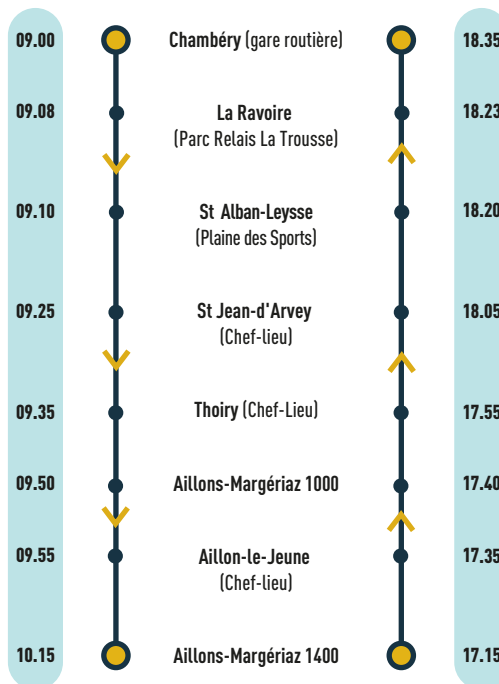 09.00 Chambéry (gare routière) 18.35
09.08 La Ravoire 18.23
(Parc Relais La Trousse)
09.10 St Alban-Leysse 18.20
(Plaine des Sports)
09.25 St Jean-d'Arvey 18.05
(Chef-lieu)
09.35 Thoiry (Chef-Lieu) 17.55
09.50 Aillons-Margériaz 1000 17.40
09.55 Aillon-le-Jeune 17.35
(Chef-lieu)
10.15 Aillons-Margériaz 1400 17.15